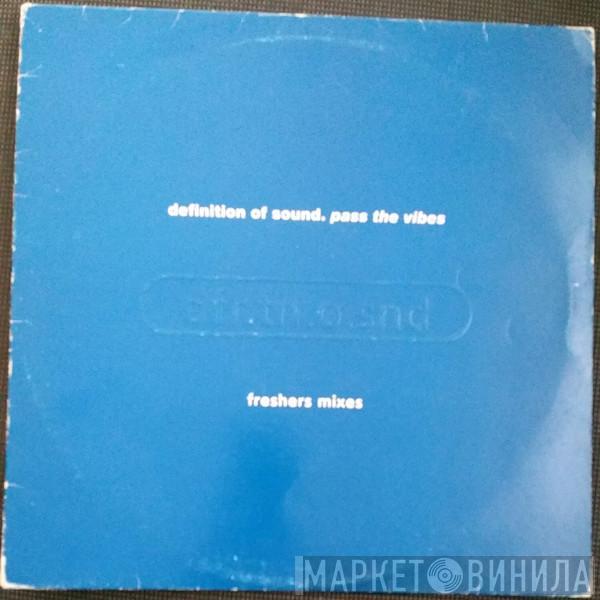 definition of sound. pass the vibes
freshers mixes
МАРКЕТ ВИНИЛА